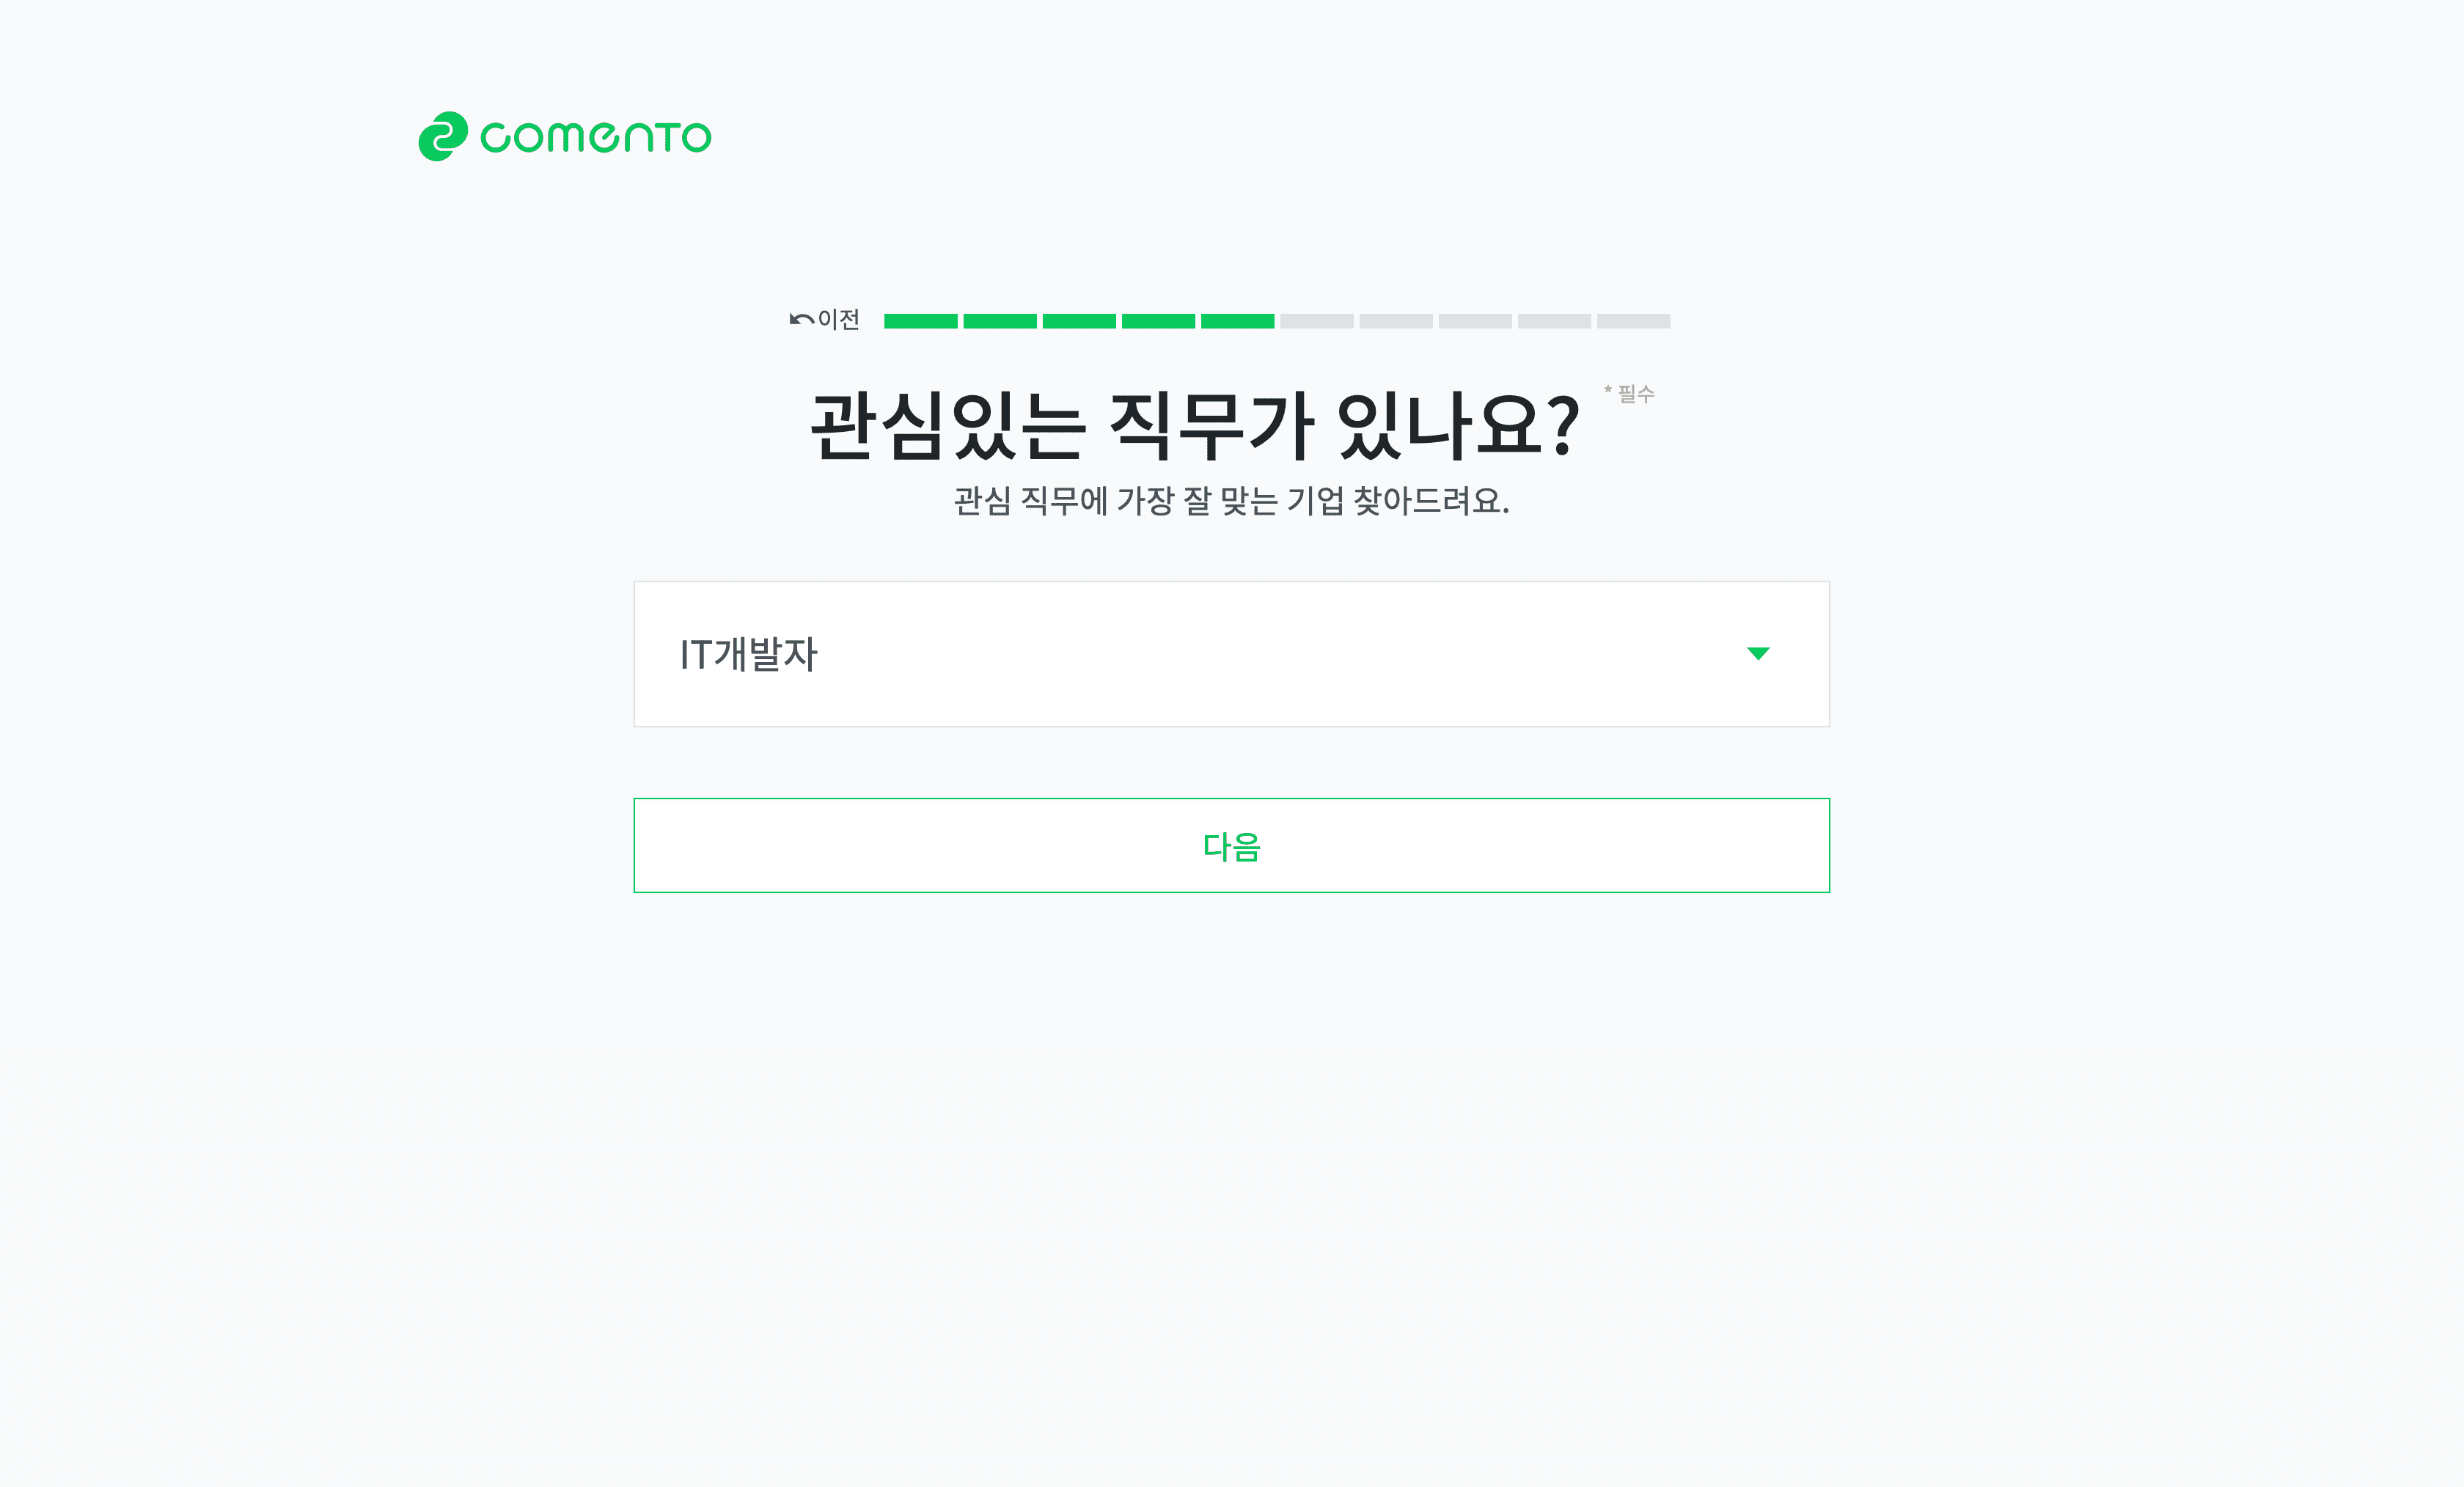 comento
이전
관심있는 직무가 있나요? * 필수
관심 직무에 가장 잘 맞는 기업 찾아드려요.
IT개발자
다음